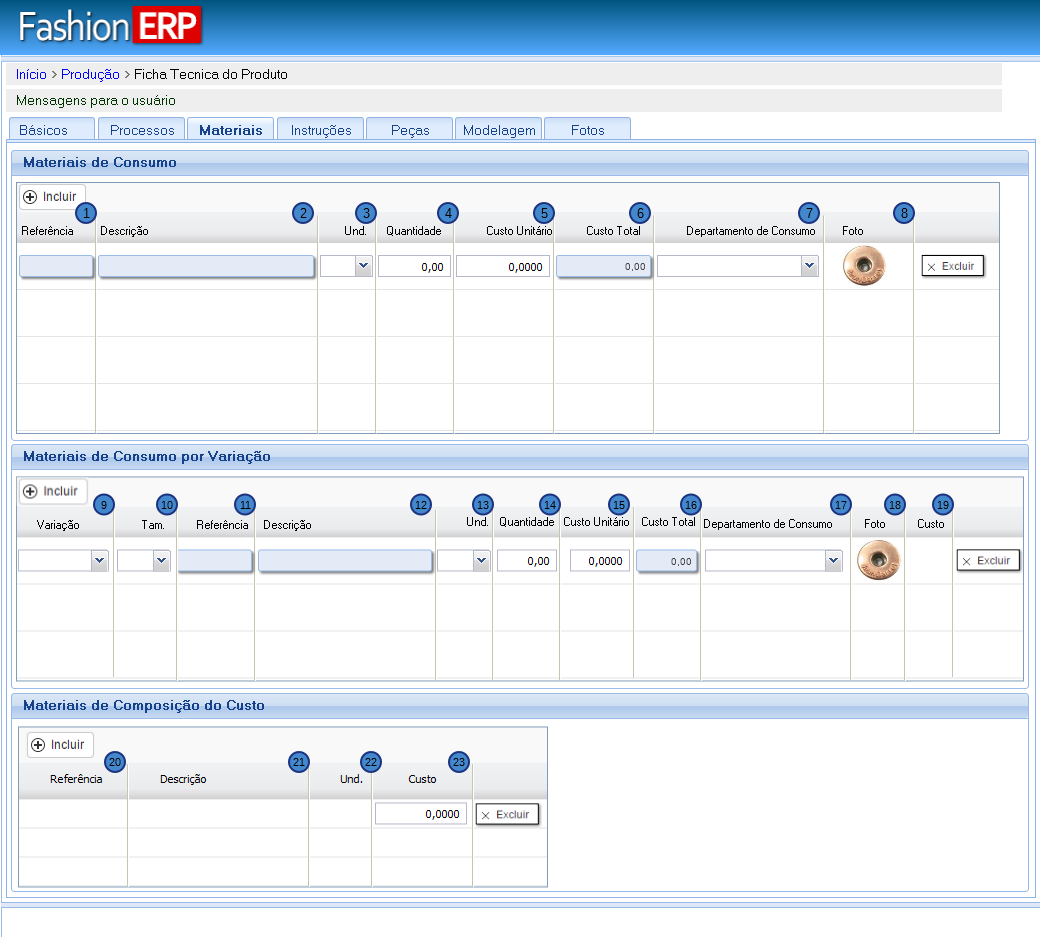 Fashion ERP
Início > Produção > Ficha Tecnica do Produto
Mensagens para o usuário
Básicos Processos Materiais Instruções Peças Modelagem Fotos
Materiais de Consumo
Incluir
1 2 3 4 5 6 7 8
Referência Descrição Und. Quantidade Custo Unitário Custo Total Departamento de Consumo Foto
0,00 0,0000 0,00 Excluir
Materiais de Consumo por Variação
Incluir
9 10 11 12 13 14 15 16 17 18 19
Variação Tam. Referência Descrição Und. Quantidade Custo Unitário Custo Total Departamento de Consumo Foto Custo
0,00 0,0000 0,00 Excluir
Materiais de Composição do Custo
Incluir
20 21 22 23
Referência Descrição Und. Custo
0,0000 Excluir